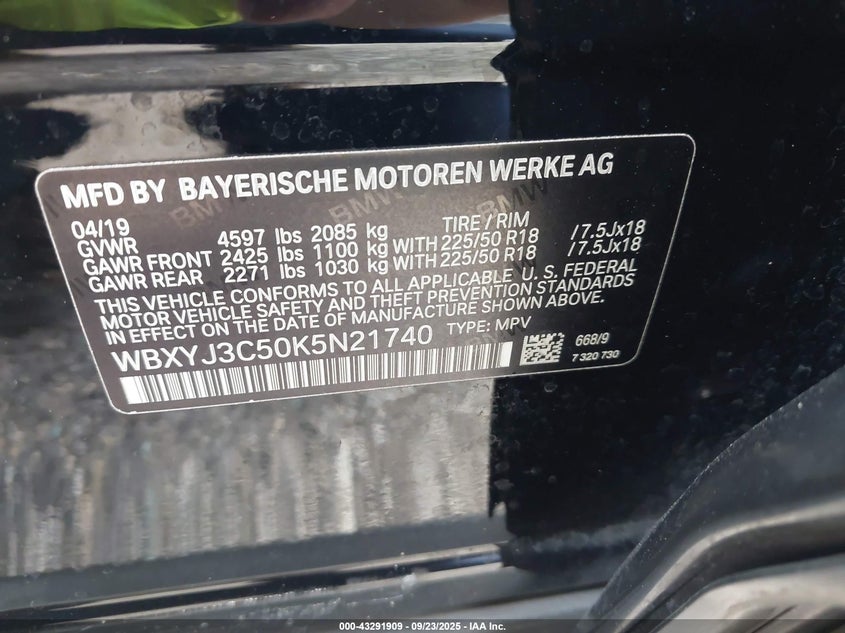 MFD BY BAYERISCHE MOTOREN WERKE AG
04/19 TIRE / RIM
GVWR 4597 lbs 2085 kg
GAWR FRONT 2425 lbs 1100 kg WITH 225/50 R18 /7.5Jx18
GAWR REAR 2271 lbs 1030 kg WITH 225/50 R18 /7.5Jx18
THIS VEHICLE CONFORMS TO ALL APPLICABLE U. S. FEDERAL
MOTOR VEHICLE SAFETY AND THEFT PREVENTION STANDARDS
IN EFFECT ON THE DATE OF MANUFACTURE SHOWN ABOVE.
WBXYJ3C50K5N21740 TYPE: MPV
668/9
7 320 730
000-43291909 - 09/23/2025 - IAA Inc.